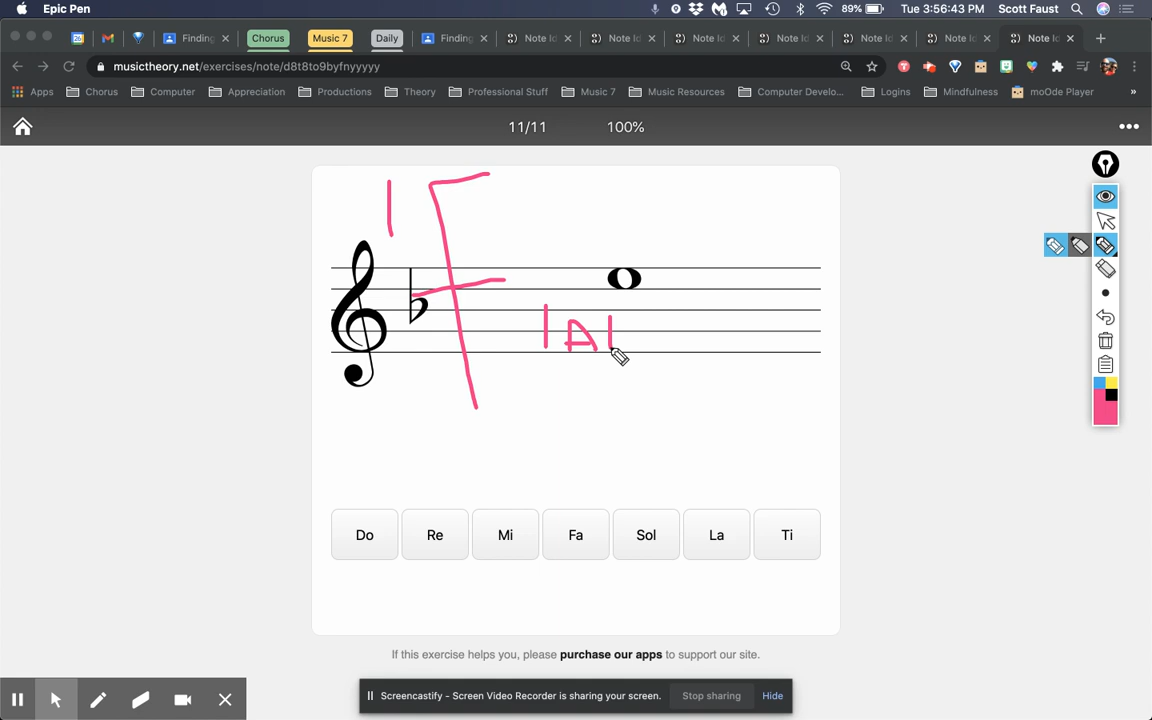 Epic Pen
89%
Tue 3:56:43 PM
Scott Faust
26
Finding
Chorus
Music 7
Daily
Finding
Note Id
Note Id
Note Id
Note Id
Note Id
Note Id
Note Id
musictheory.net/exercises/note/d8t8to9byfnyyyyy
Apps
Chorus
Computer
Appreciation
Productions
Theory
Professional Stuff
Music 7
Music Resources
Computer Develo...
Logins
Mindfulness
moOde Player
»
11/11
100%
1 F
Do
Re
Mi
Fa
Sol
La
Ti
If this exercise helps you, please purchase our apps to support our site.
Screencastify - Screen Video Recorder is sharing your screen.
Stop sharing
Hide